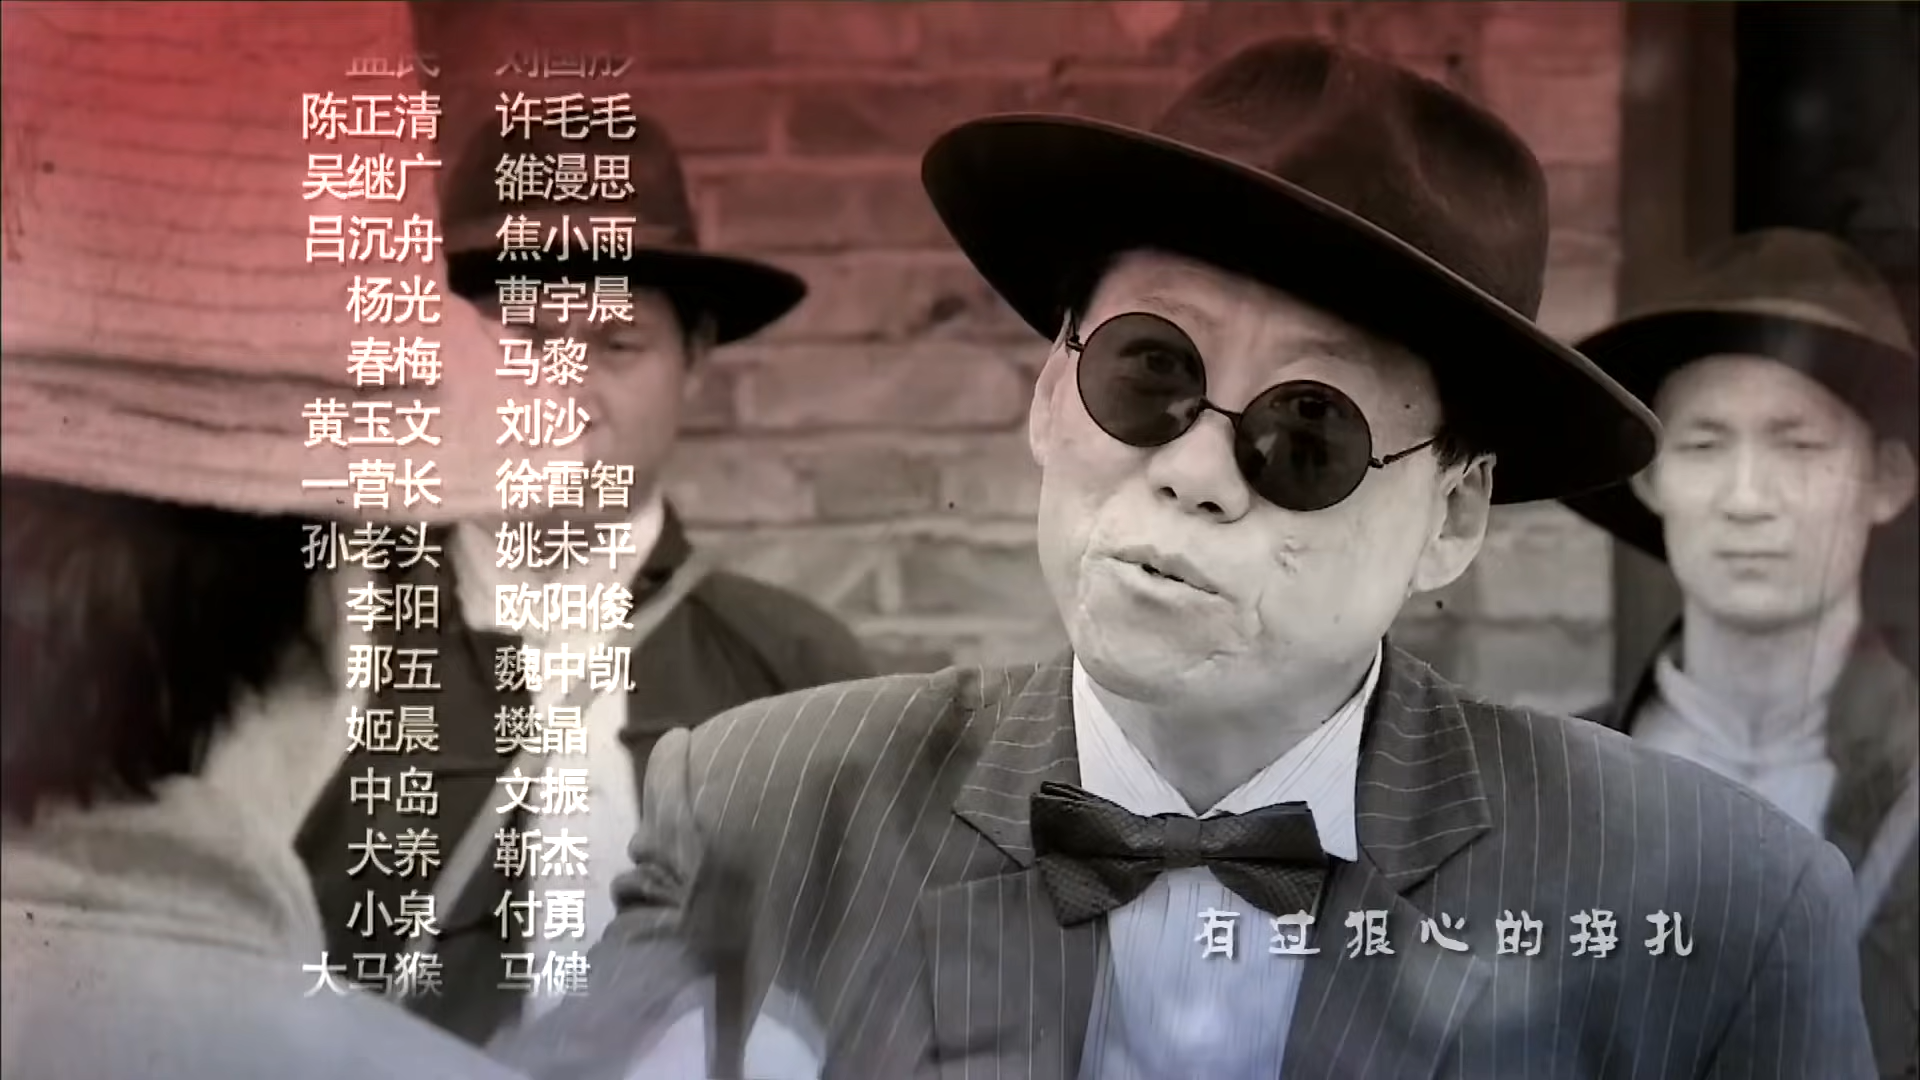 陈正清 许毛毛
吴继广 雒漫思
吕沉舟 焦小雨
杨光 曹宇晨
春梅 马黎
黄玉文 刘沙
一营长 徐雷智
孙老头 姚未平
李阳 欧阳俊
那五 魏中凯
姬晨 樊晶
中岛 文振
犬养 靳杰
小泉 付勇
大马猴 马健
有过狠心的挣扎